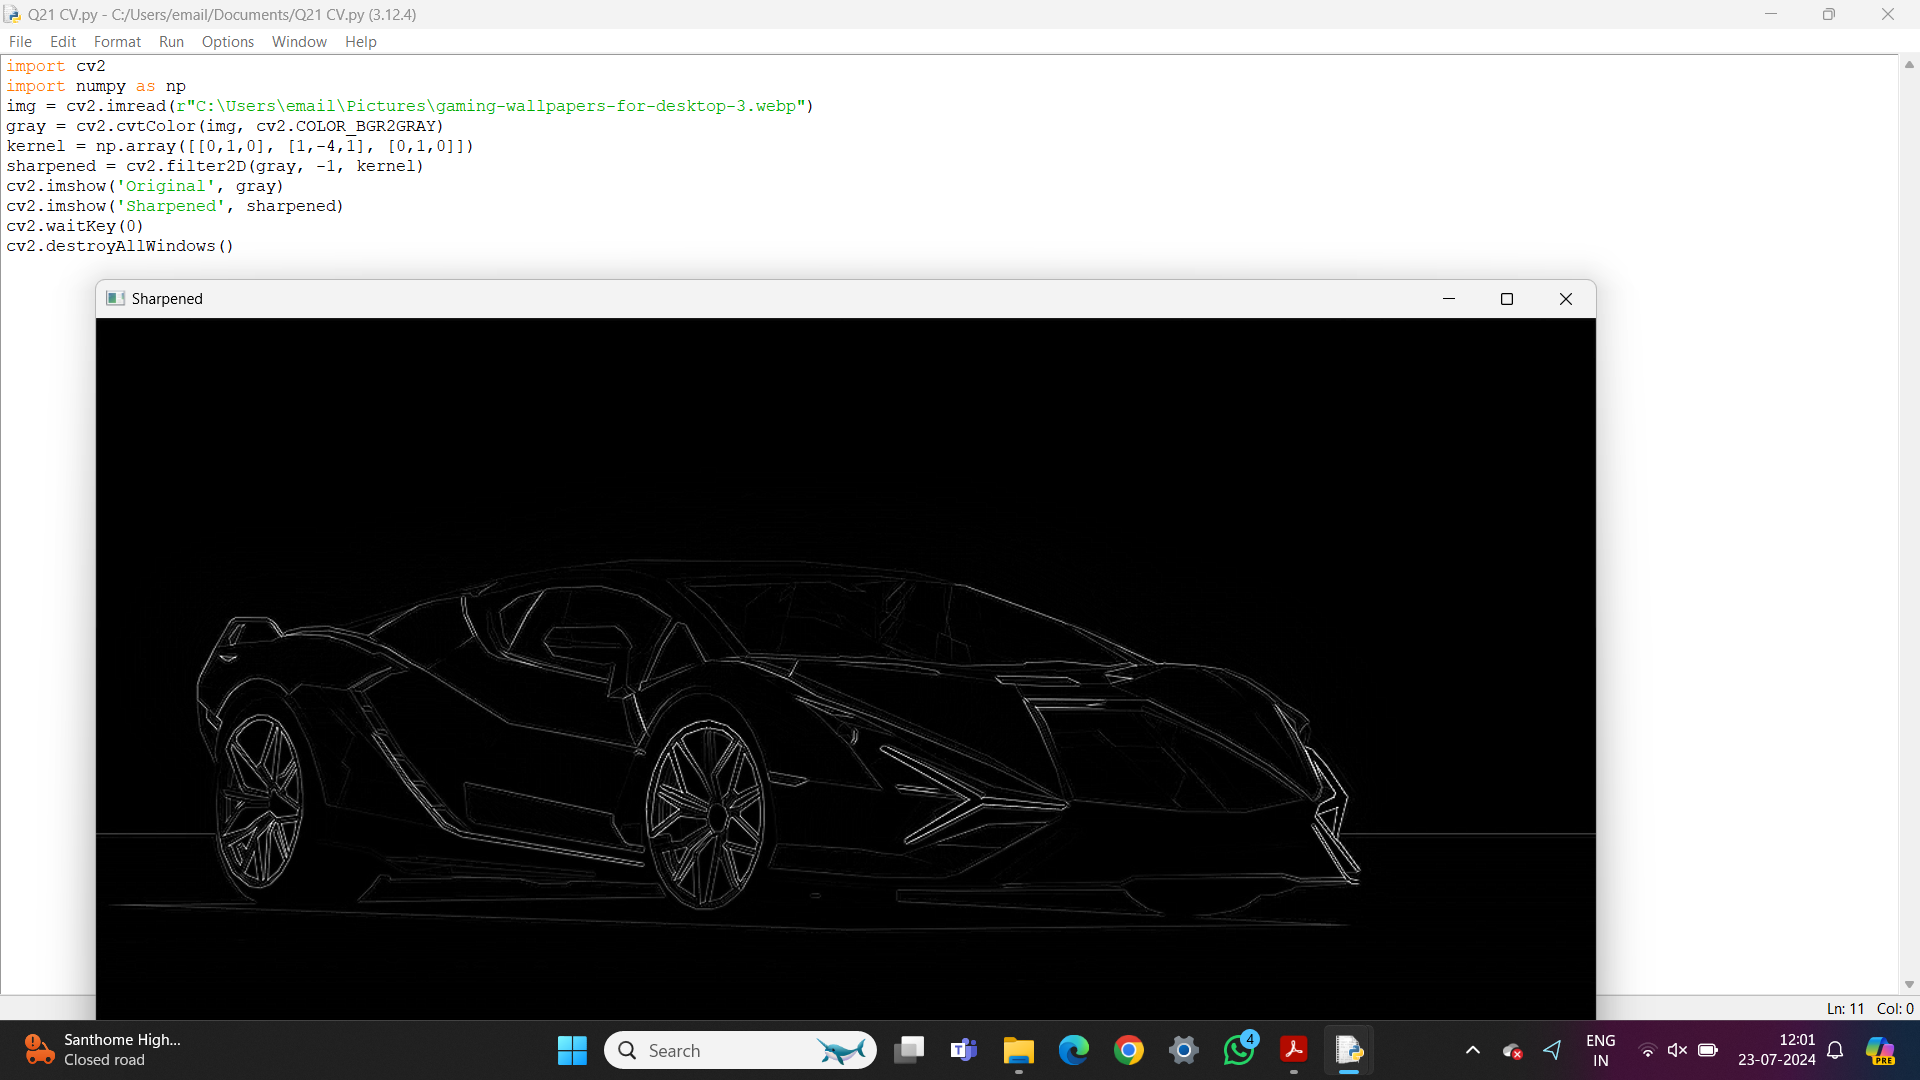 Q21 CV.py - C:/Users/email/Documents/Q21 CV.py (3.12.4)
File Edit Format Run Options Window Help
import cv2
import numpy as np
img = cv2.imread(r"C:\Users\email\Pictures\gaming-wallpapers-for-desktop-3.webp")
gray = cv2.cvtColor(img, cv2.COLOR_BGR2GRAY)
kernel = np.array([[0,1,0], [1,-4,1], [0,1,0]])
sharpened = cv2.filter2D(gray, -1, kernel)
cv2.imshow('Original', gray)
cv2.imshow('Sharpened', sharpened)
cv2.waitKey(0)
cv2.destroyAllWindows()
Sharpened
Ln: 11 Col: 0
Santhome High...
Closed road
Search
4
ENG
IN
12:01
23-07-2024
PRE